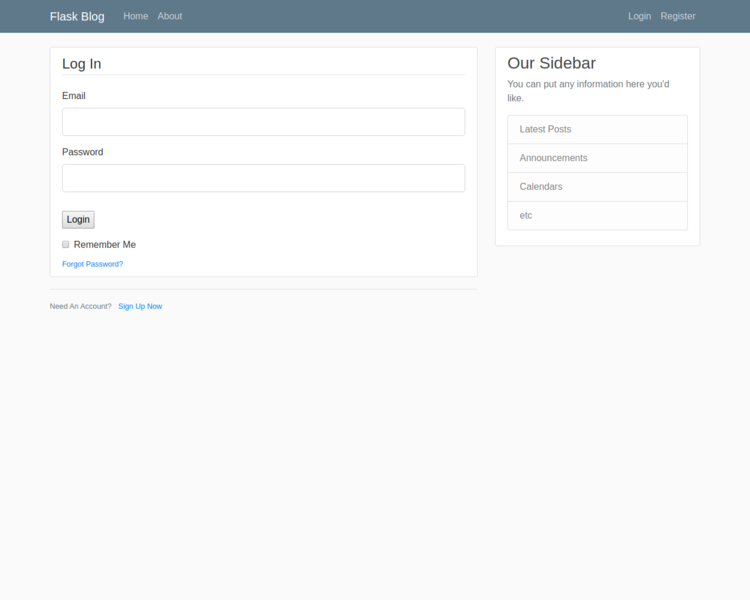 Flask Blog Home About Login Register
Log In
Email
Password
Login
Remember Me
Forgot Password?
Need An Account? Sign Up Now
Our Sidebar
You can put any information here you'd
like.
Latest Posts
Announcements
Calendars
etc